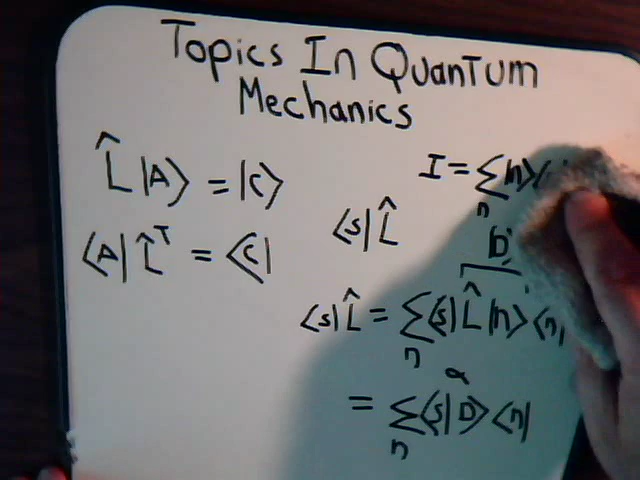 Topics In Quantum
Mechanics
L̂|A⟩ = |C⟩
⟨A|L̂ᵀ = ⟨C|
I = ∑ₙ |n⟩⟨
⟨S|L̂
D
⟨S|L̂ = ∑ₙ ⟨S|L̂|n⟩⟨n|
α
= ∑ₙ ⟨S|D⟩⟨n|